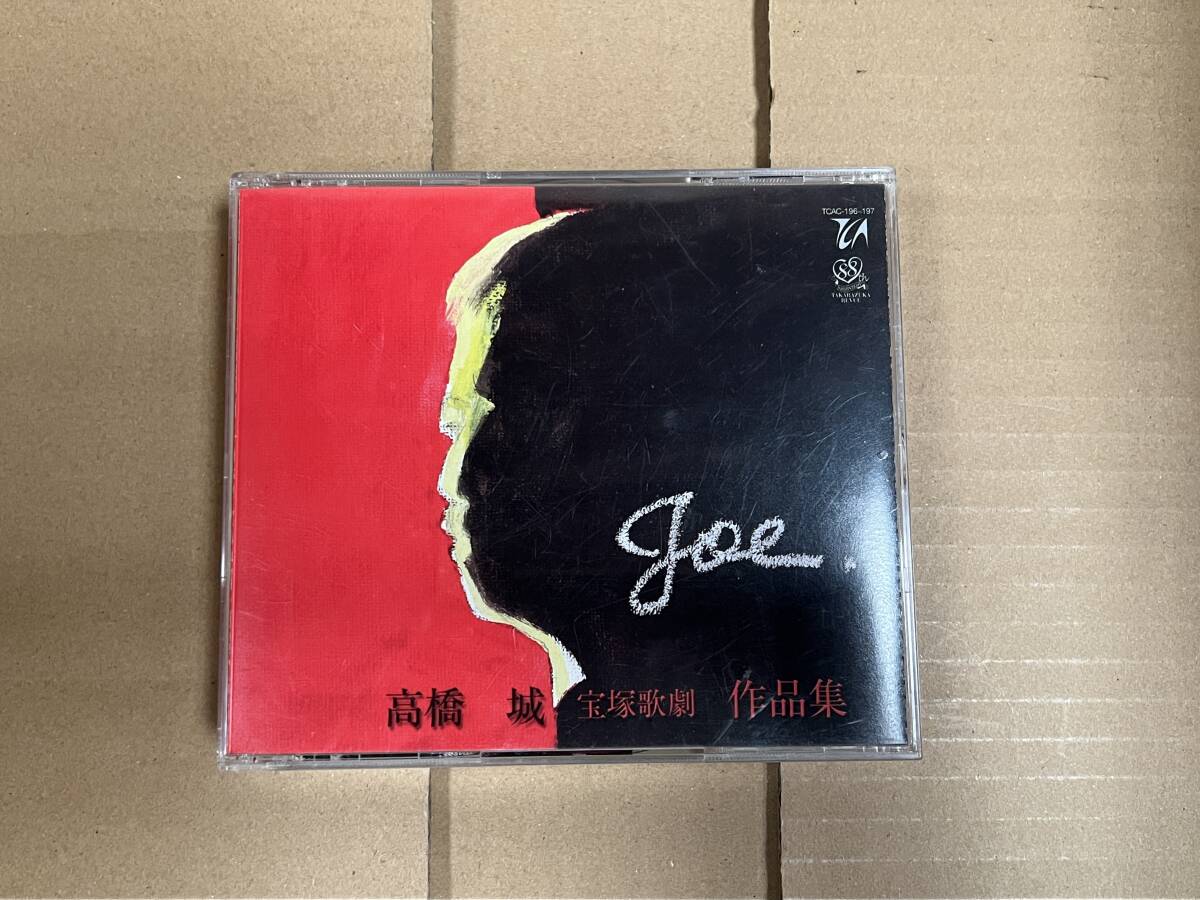 TCAC-196~197
TCA
88th
TAKARAZUKA
REVUE
Joe.
高橋 城 宝塚歌劇 作品集